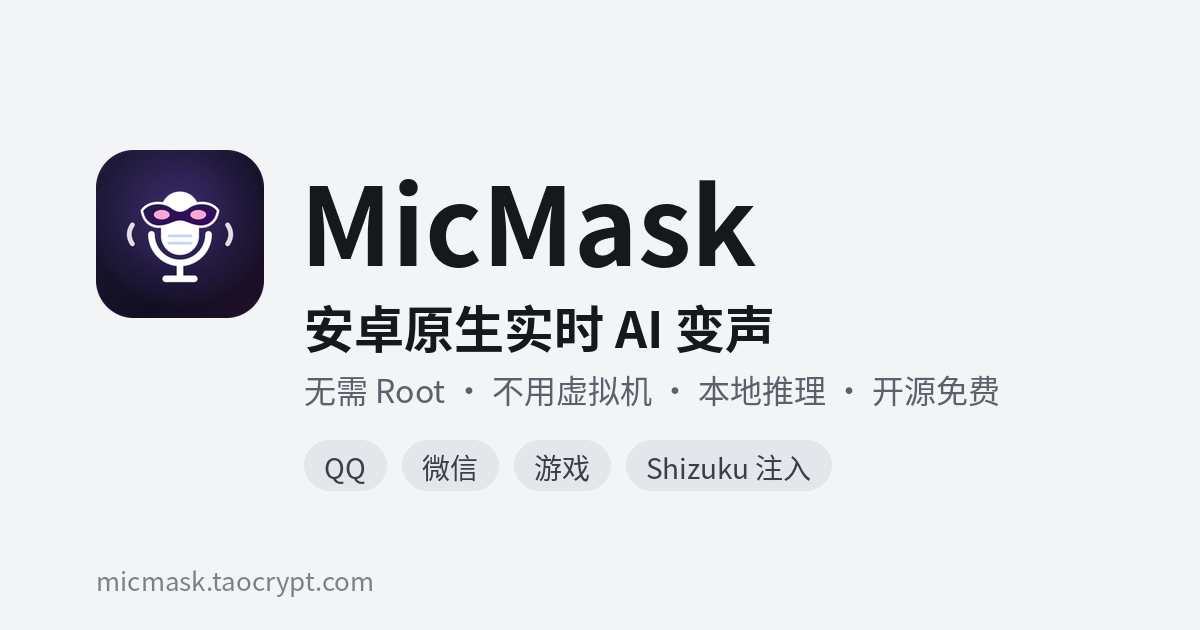 MicMask
安卓原生实时 AI 变声
无需 Root · 不用虚拟机 · 本地推理 · 开源免费
QQ 微信 游戏 Shizuku 注入
micmask.taocrypt.com